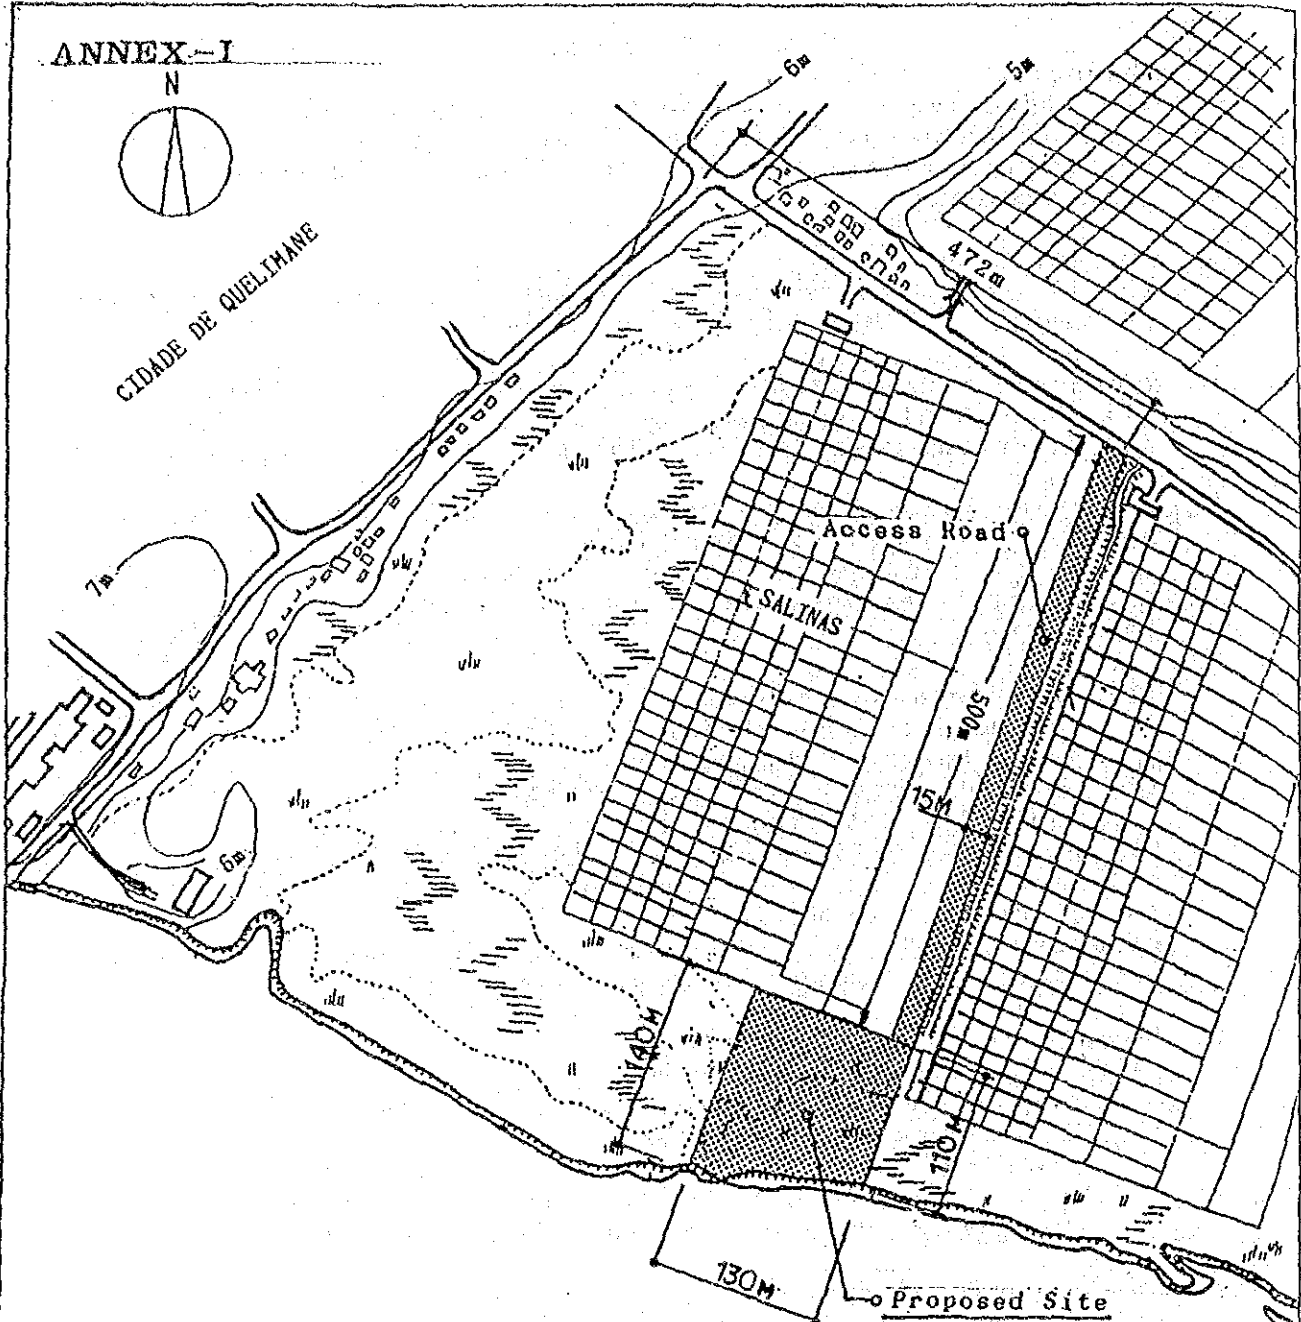 ANNEX-I
N
6m
5m
CIDADE DE QUELIMANE
472m
Access Road
7m
SALINAS
500m
15M
6m
140M
110M
130M
Proposed Site